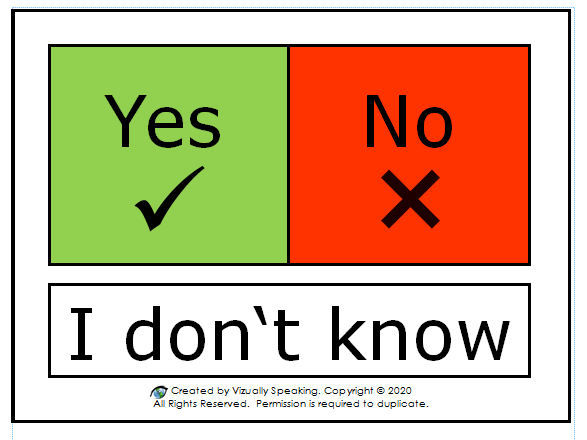 Yes No
I don‘t know
Created by Vizually Speaking. Copyright © 2020
All Rights Reserved. Permission is required to duplicate.